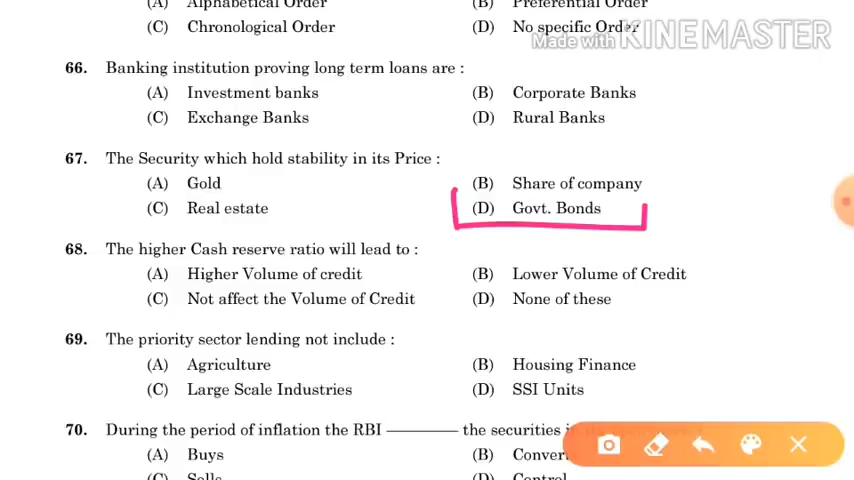 (A) Alphabetical Order (B) Preferential Order
(C) Chronological Order (D) No specific Order
Made with KINEMASTER
66. Banking institution proving long term loans are :
(A) Investment banks (B) Corporate Banks
(C) Exchange Banks (D) Rural Banks
67. The Security which hold stability in its Price :
(A) Gold (B) Share of company
(C) Real estate (D) Govt. Bonds
68. The higher Cash reserve ratio will lead to :
(A) Higher Volume of credit (B) Lower Volume of Credit
(C) Not affect the Volume of Credit (D) None of these
69. The priority sector lending not include :
(A) Agriculture (B) Housing Finance
(C) Large Scale Industries (D) SSI Units
70. During the period of inflation the RBI ———— the securities
(A) Buys (B)
(C) Sells (D) Control